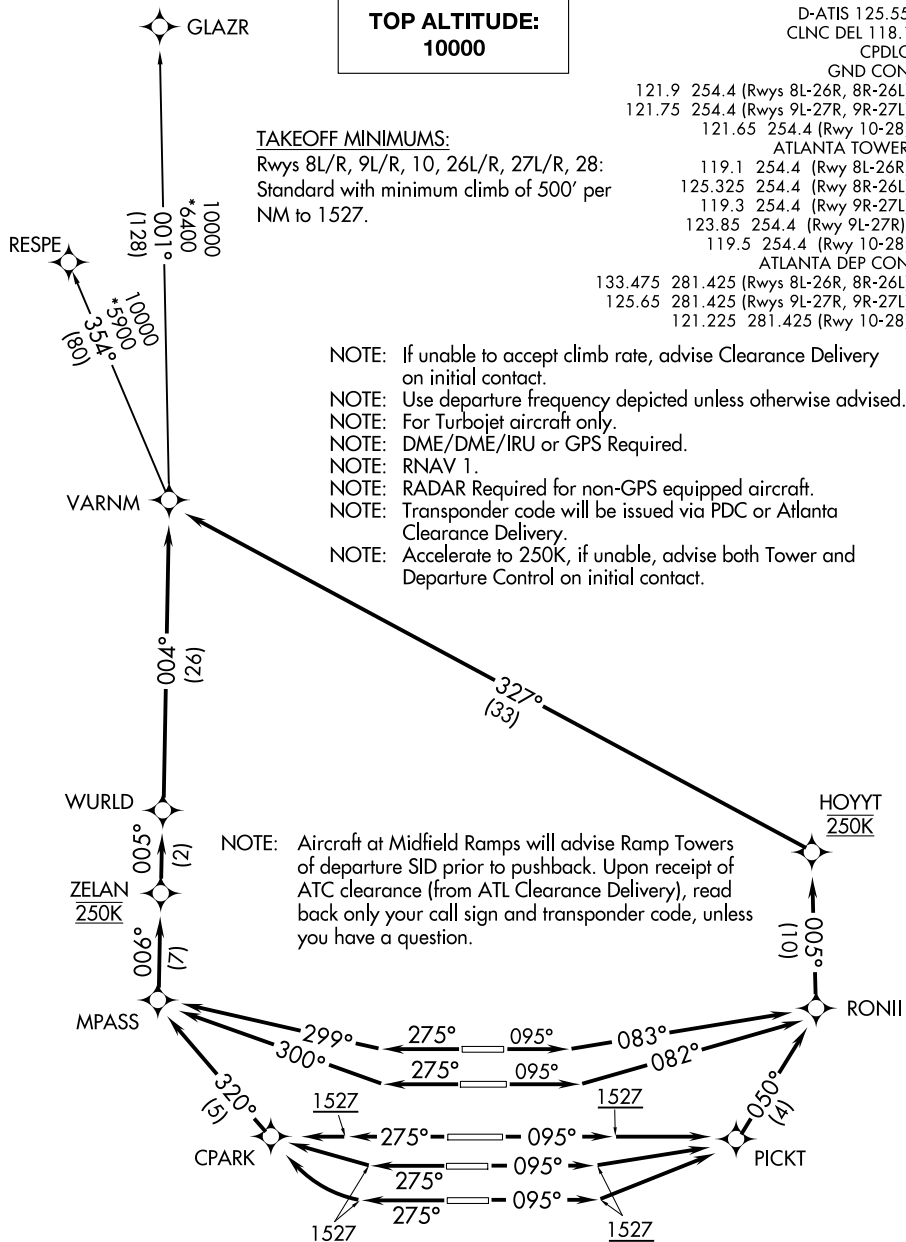 GLAZR
TOP ALTITUDE:
10000
D-ATIS 125.55
CLNC DEL 118.1
CPDLC
GND CON
121.9 254.4 (Rwys 8L-26R, 8R-26L)
121.75 254.4 (Rwys 9L-27R, 9R-27L)
121.65 254.4 (Rwy 10-28)
ATLANTA TOWER
119.1 254.4 (Rwy 8L-26R)
125.325 254.4 (Rwy 8R-26L)
119.3 254.4 (Rwy 9R-27L)
123.85 254.4 (Rwy 9L-27R)
119.5 254.4 (Rwy 10-28)
ATLANTA DEP CON
133.475 281.425 (Rwys 8L-26R, 8R-26L)
125.65 281.425 (Rwys 9L-27R, 9R-27L)
121.225 281.425 (Rwy 10-28)
TAKEOFF MINIMUMS:
Rwys 8L/R, 9L/R, 10, 26L/R, 27L/R, 28:
Standard with minimum climb of 500' per
NM to 1527.
10000
*6400
001°
(128)
RESPE
10000
*5900
354°
(80)
NOTE: If unable to accept climb rate, advise Clearance Delivery
on initial contact.
NOTE: Use departure frequency depicted unless otherwise advised.
NOTE: For Turbojet aircraft only.
NOTE: DME/DME/IRU or GPS Required.
NOTE: RNAV 1.
NOTE: RADAR Required for non-GPS equipped aircraft.
NOTE: Transponder code will be issued via PDC or Atlanta
Clearance Delivery.
NOTE: Accelerate to 250K, if unable, advise both Tower and
Departure Control on initial contact.
VARNM
004°
(26)
327°
(33)
WURLD
HOYYT
250K
005°
(2)
NOTE: Aircraft at Midfield Ramps will advise Ramp Towers
of departure SID prior to pushback. Upon receipt of
ATC clearance (from ATL Clearance Delivery), read
back only your call sign and transponder code, unless
you have a question.
ZELAN
250K
006°
(7)
005°
(10)
MPASS
RONII
299° 275° 095° 083°
300° 275° 095° 082°
320°
(5)
050°
(4)
1527
1527
275° 095°
CPARK
PICKT
275° 095°
275° 095°
1527
1527